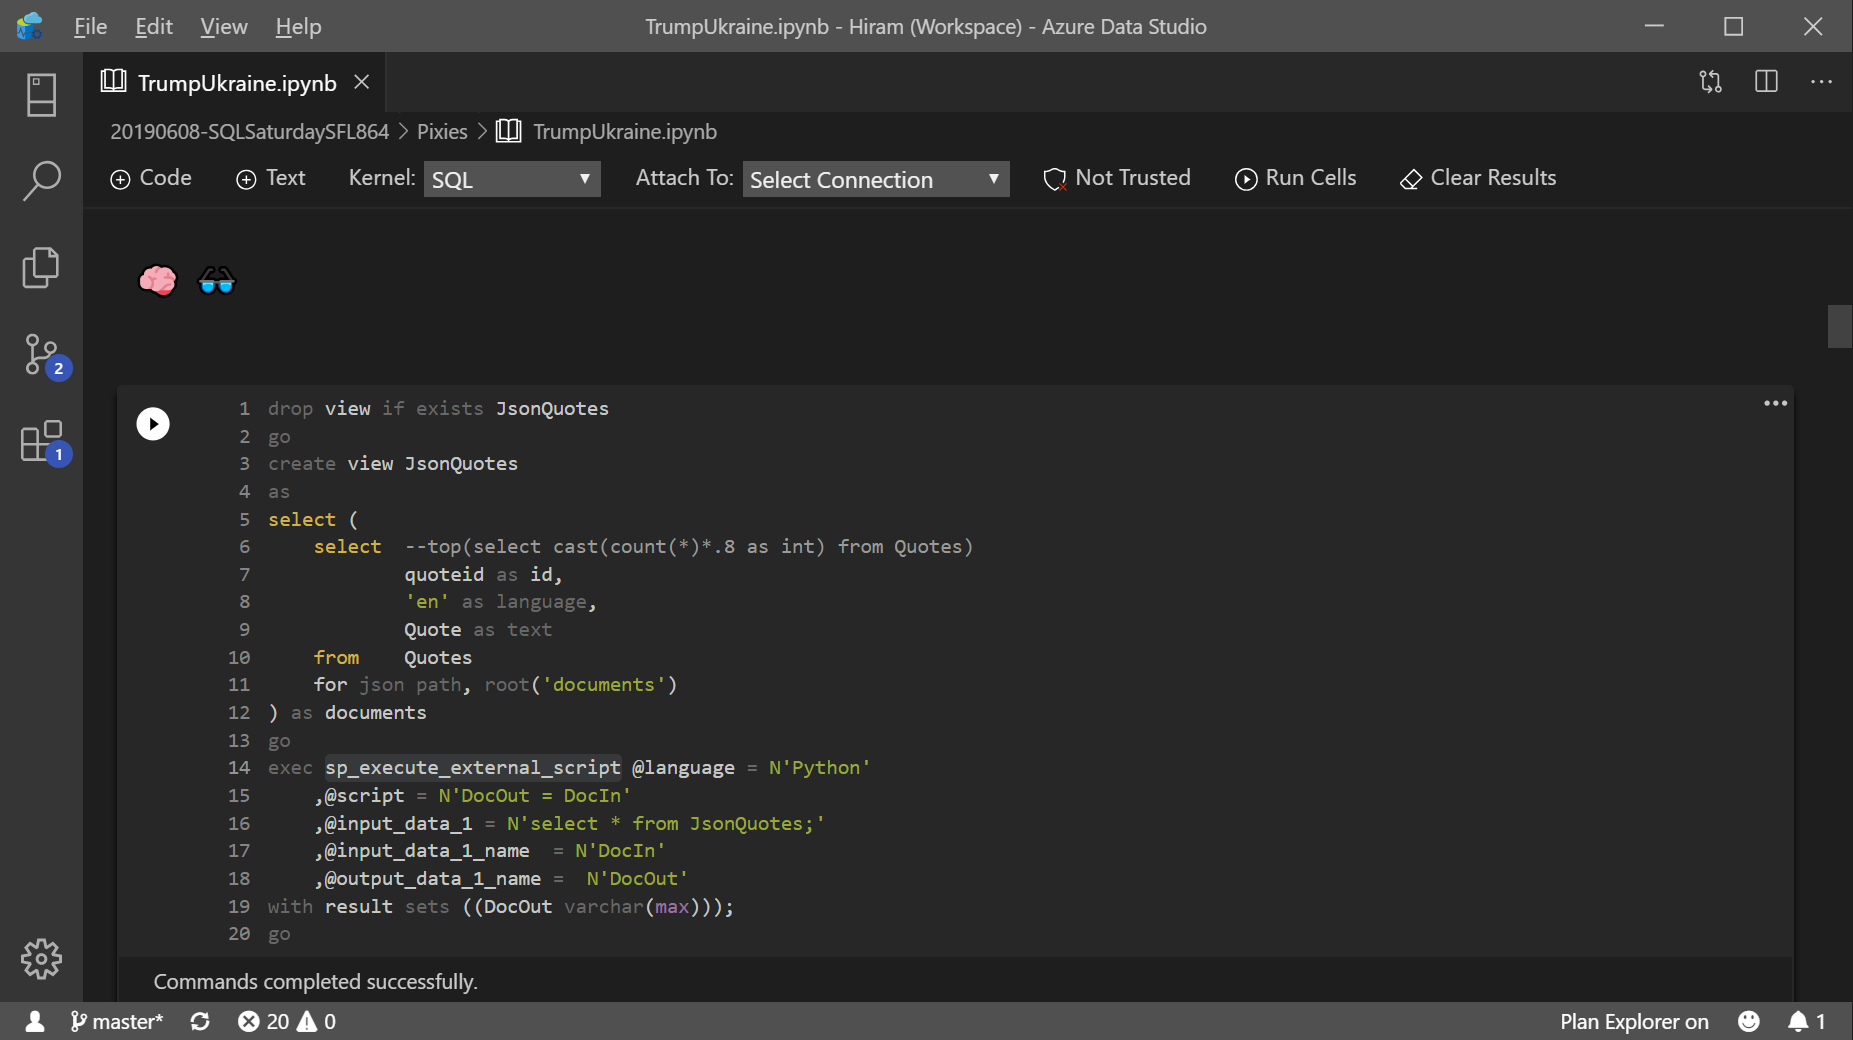 File Edit View Help TrumpUkraine.ipynb - Hiram (Workspace) - Azure Data Studio
TrumpUkraine.ipynb
20190608-SQLSaturdaySFL864 > Pixies > TrumpUkraine.ipynb
Code Text Kernel: SQL Attach To: Select Connection Not Trusted Run Cells Clear Results
2
1
1 drop view if exists JsonQuotes
2 go
3 create view JsonQuotes
4 as
5 select (
6     select  --top(select cast(count(*)*.8 as int) from Quotes)
7             quoteid as id,
8             'en' as language,
9             Quote as text
10     from    Quotes
11     for json path, root('documents')
12 ) as documents
13 go
14 exec sp_execute_external_script @language = N'Python'
15     ,@script = N'DocOut = DocIn'
16     ,@input_data_1 = N'select * from JsonQuotes;'
17     ,@input_data_1_name  = N'DocIn'
18     ,@output_data_1_name =  N'DocOut'
19 with result sets ((DocOut varchar(max)));
20 go
Commands completed successfully.
master* 20 0 Plan Explorer on 1